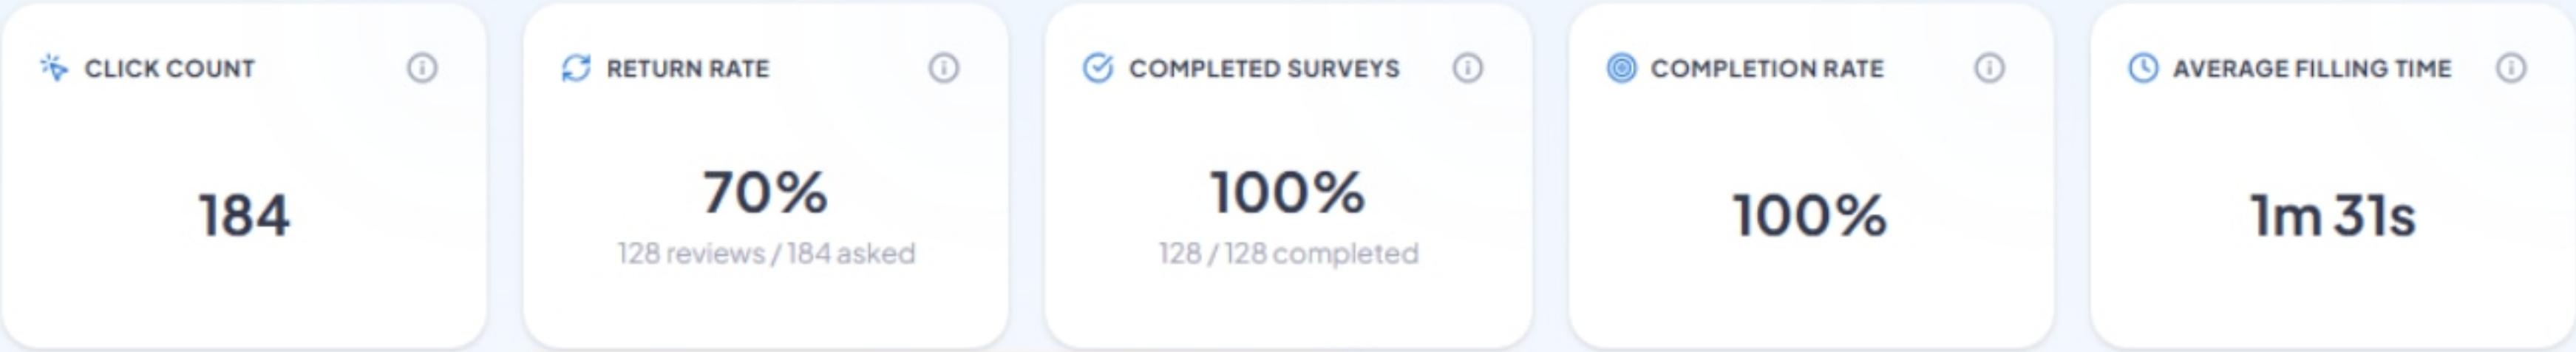 CLICK COUNT
184
RETURN RATE
70%
128 reviews / 184 asked
COMPLETED SURVEYS
100%
128 / 128 completed
COMPLETION RATE
100%
AVERAGE FILLING TIME
1m 31s